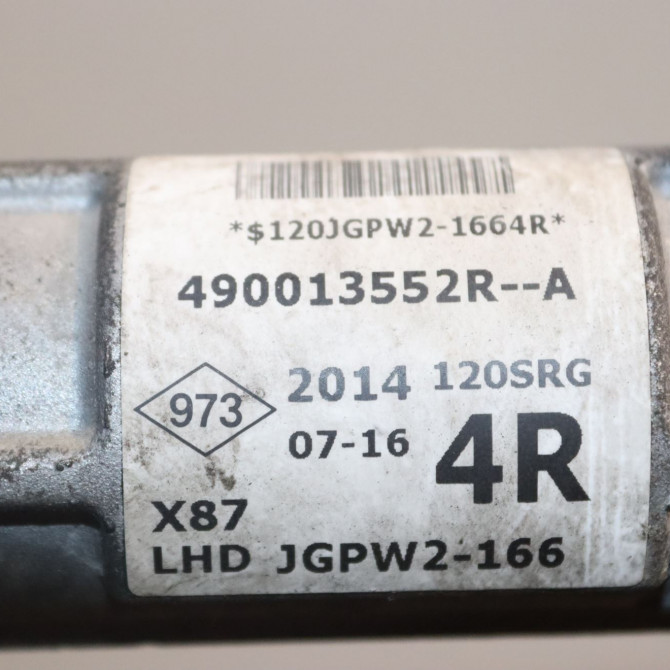 *$120JGPW2-1664R*
490013552R--A
973 2014 120SRG
07-16 4R
X87
LHD JGPW2-166